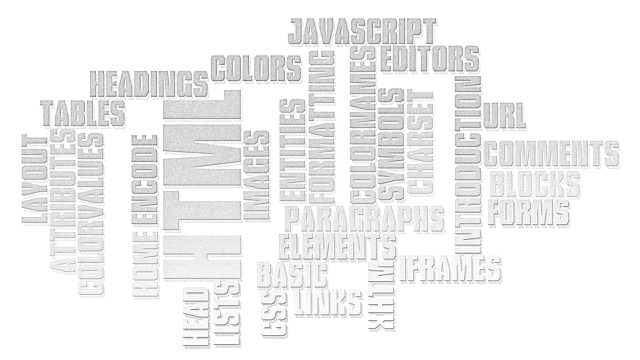 JAVASCRIPT
EDITORS
COLORS
HEADINGS
TABLES
LAYOUT
ATTRIBUTES
COLORVALUES
HOME
ENCODE
HTML
IMAGES
ENTITIES
FORMATTING
COLORNAMES
SYMBOLS
CHARSET
INTRODUCTION
URL
COMMENTS
BLOCKS
FORMS
PARAGRAPHS
ELEMENTS
BASIC
LINKS
CSS
XHTML
IFRAMES
HEAD
LISTS